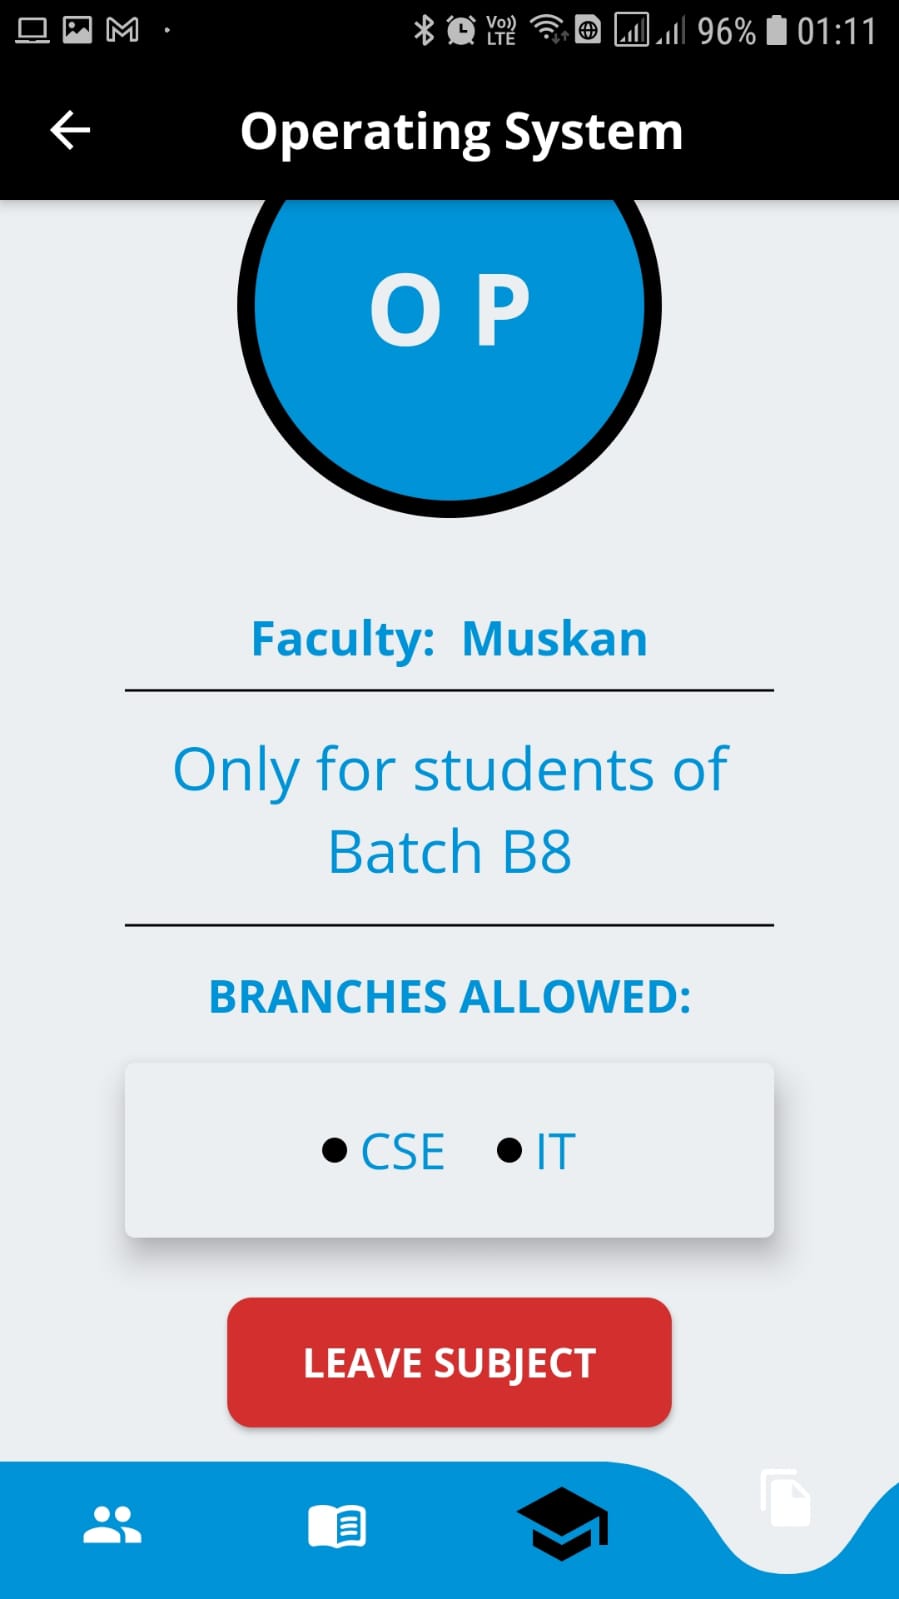 Vo)) LTE 96% 01:11
Operating System
O P
Faculty: Muskan
Only for students of
Batch B8
BRANCHES ALLOWED:
CSE IT
LEAVE SUBJECT